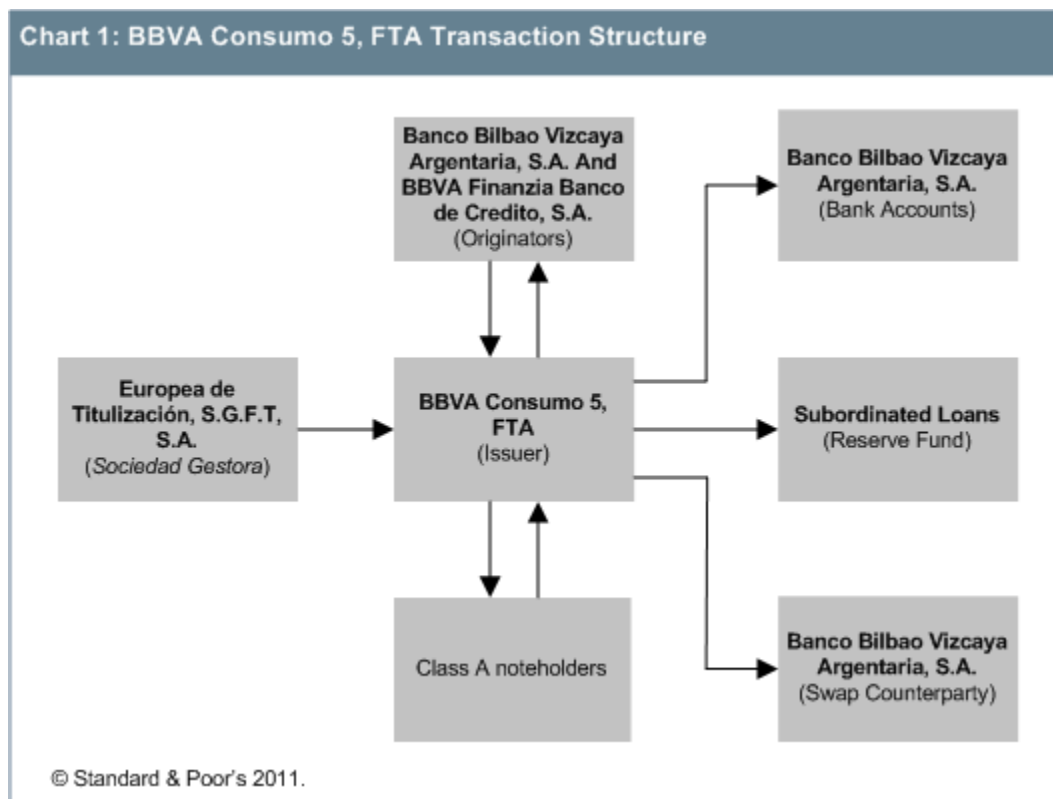 Chart 1: BBVA Consumo 5, FTA Transaction Structure
Banco Bilbao Vizcaya
Argentaria, S.A. And
BBVA Finanzia Banco
de Credito, S.A.
(Originators)
Banco Bilbao Vizcaya
Argentaria, S.A.
(Bank Accounts)
Europea de
Titulización, S.G.F.T,
S.A.
(Sociedad Gestora)
BBVA Consumo 5,
FTA
(Issuer)
Subordinated Loans
(Reserve Fund)
Class A noteholders
Banco Bilbao Vizcaya
Argentaria, S.A.
(Swap Counterparty)
© Standard & Poor's 2011.